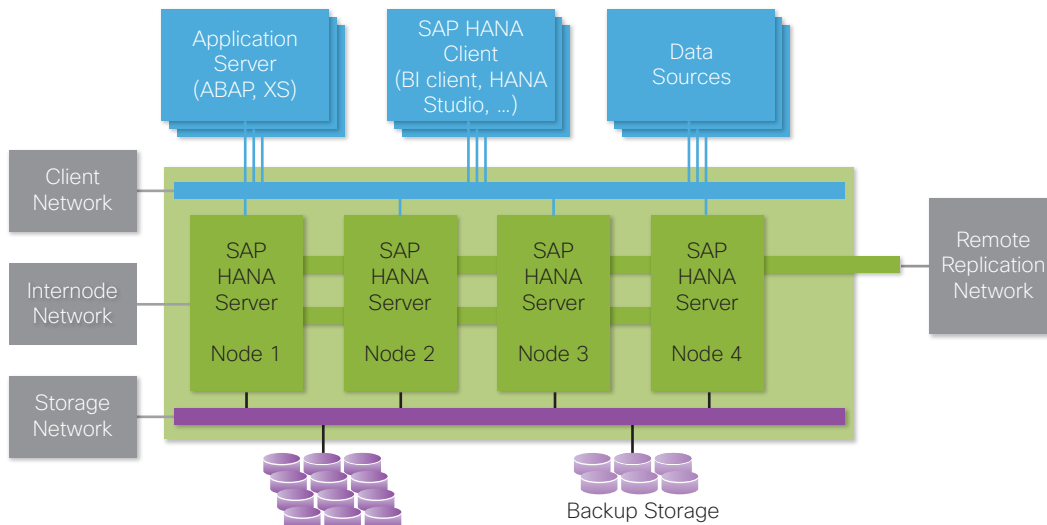 Application
Server
(ABAP, XS)
SAP HANA
Client
(BI client, HANA
Studio, ...)
Data
Sources
Client
Network
Internode
Network
Storage
Network
SAP
HANA
Server
Node 1
SAP
HANA
Server
Node 2
SAP
HANA
Server
Node 3
SAP
HANA
Server
Node 4
Remote
Replication
Network
Backup Storage